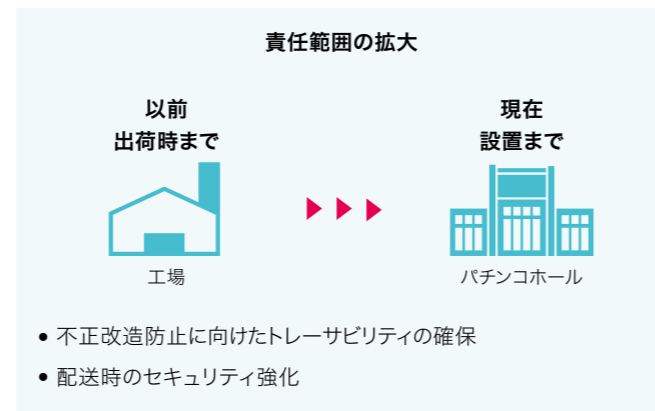 責任範囲の拡大
以前
出荷時まで
現在
設置まで
工場
パチンコホール
• 不正改造防止に向けたトレーサビリティの確保
• 配送時のセキュリティ強化